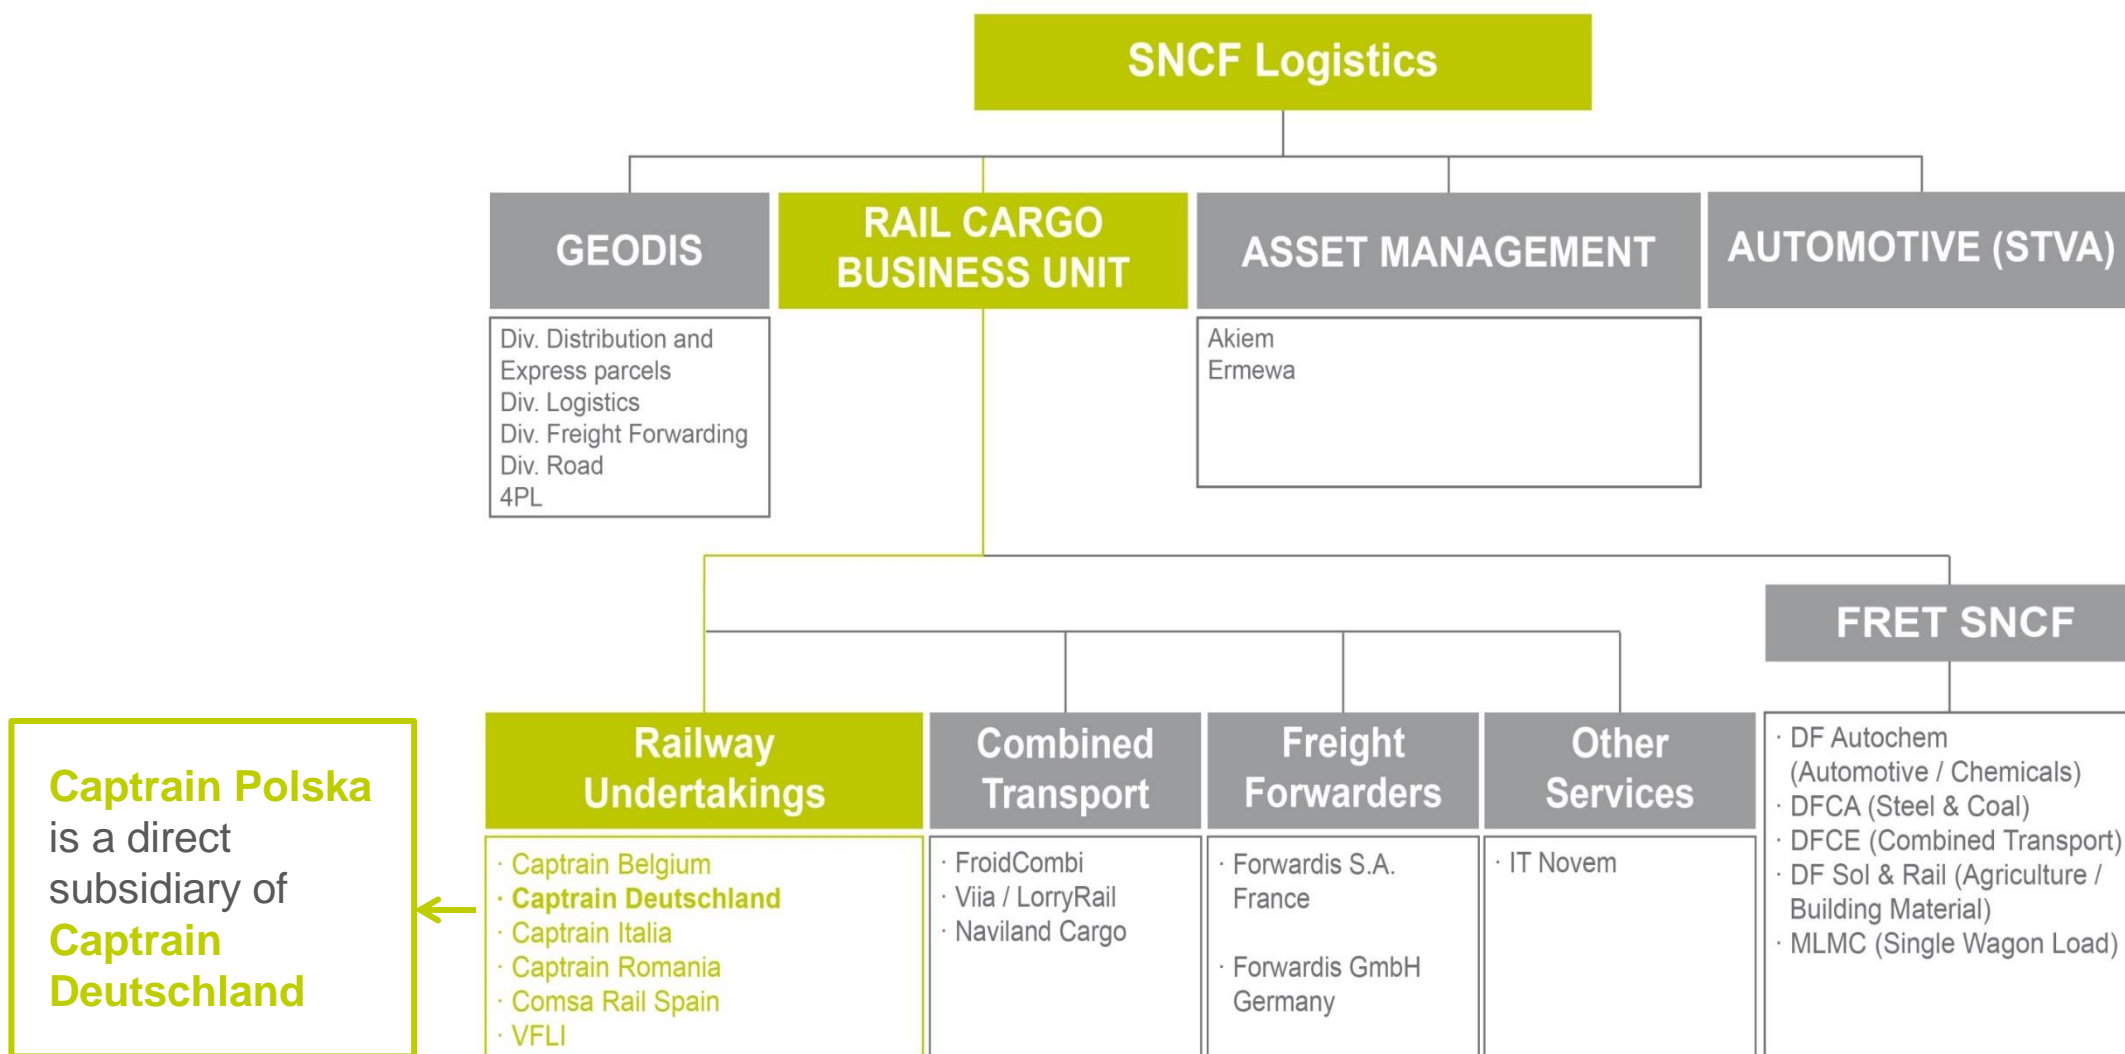 SNCF Logistics
GEODIS
RAIL CARGO
BUSINESS UNIT
ASSET MANAGEMENT
AUTOMOTIVE (STVA)
Div. Distribution and
Express parcels
Div. Logistics
Div. Freight Forwarding
Div. Road
4PL
Akiem
Ermewa
FRET SNCF
Railway
Undertakings
Combined
Transport
Freight
Forwarders
Other
Services
Captrain Polska
is a direct
subsidiary of
Captrain
Deutschland
· Captrain Belgium
· Captrain Deutschland
· Captrain Italia
· Captrain Romania
· Comsa Rail Spain
· VFLI
· FroidCombi
· Viia / LorryRail
· Naviland Cargo
· Forwardis S.A.
France
· Forwardis GmbH
Germany
· IT Novem
· DF Autochem
(Automotive / Chemicals)
· DFCA (Steel & Coal)
· DFCE (Combined Transport)
· DF Sol & Rail (Agriculture /
Building Material)
· MLMC (Single Wagon Load)